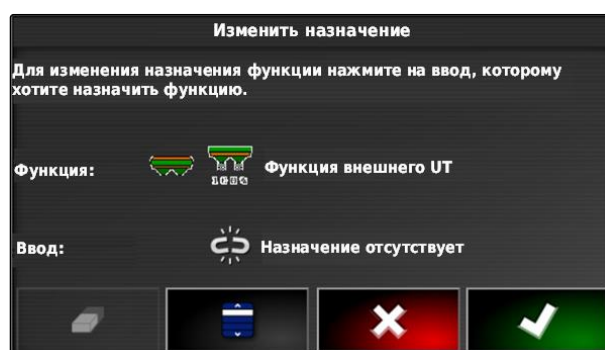 Изменить назначение
Для изменения назначения функции нажмите на ввод, которому
хотите назначить функцию.
Функция:
Функция внешнего UT
Ввод:
Назначение отсутствует